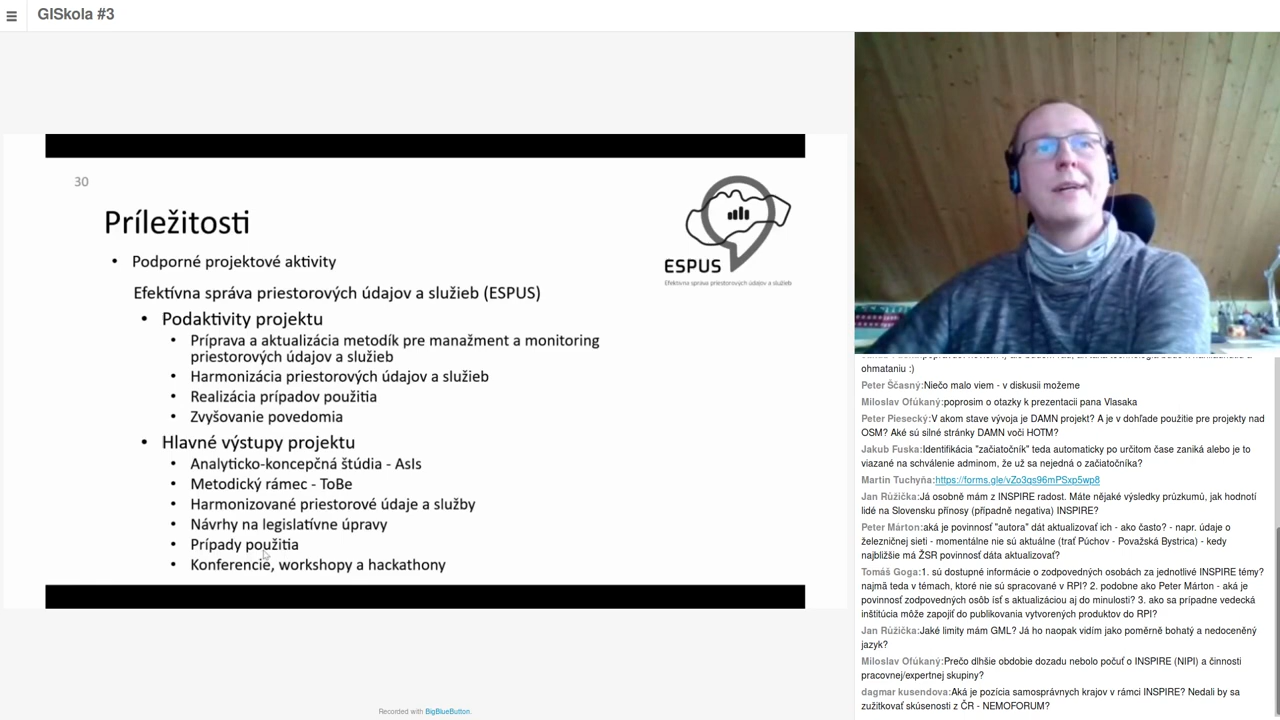 GISkola #3
30
Príležitosti
• Podporné projektové aktivity
Efektívna správa priestorových údajov a služieb (ESPUS)
• Podaktivity projektu
• Príprava a aktualizácia metodík pre manažment a monitoring
priestorových údajov a služieb
• Harmonizácia priestorových údajov a služieb
• Realizácia prípadov použitia
• Zvyšovanie povedomia
• Hlavné výstupy projektu
• Analyticko-koncepčná štúdia - AsIs
• Metodický rámec - ToBe
• Harmonizované priestorové údaje a služby
• Návrhy na legislatívne úpravy
• Prípady použitia
• Konferencie, workshopy a hackathony
ESPUS
Efektívna správa priestorových údajov a služieb
Recorded with BigBlueButton.
ohmataniu :)
Peter Ščasný:Niečo malo viem - v diskusii možeme
Miloslav Ofúkaný:poprosim o otazky k prezentacii pana Vlasaka
Peter Piesecký:V akom stave vývoja je DAMN projekt? A je v dohľade použitie pre projekty nad
OSM? Aké sú silné stránky DAMN voči HOTM?
Jakub Fuska:Identifikácia "začiatočník" teda automaticky po určitom čase zaniká alebo je to
viazané na schválenie adminom, že už sa nejedná o začiatočníka?
Martin Tuchyňa:https://forms.gle/vZo3qs96mPSxp5wp8
Jan Růžička:Já osobně mám z INSPIRE radost. Máte nějaké výsledky průzkumů, jak hodnotí
lidé na Slovensku přínosy (případně negativa) INSPIRE?
Peter Márton:aká je povinnosť "autora" dát aktualizovať ich - ako často? - napr. údaje o
železničnej sieti - momentálne nie sú aktuálne (trať Púchov - Považská Bystrica) - kedy
najbližšie má ŽSR povinnosť dáta aktualizovať?
Tomáš Goga:1. sú dostupné informácie o zodpovedných osobách za jednotlivé INSPIRE témy?
najmä teda v témach, ktoré nie sú spracované v RPI? 2. podobne ako Peter Márton - aká je
povinnosť zodpovedných osôb ísť s aktualizáciou aj do minulosti? 3. ako sa prípadne vedecká
inštitúcia môže zapojiť do publikovania vytvorených produktov do RPI?
Jan Růžička:Jaké limity mám GML? Já ho naopak vidím jako poměrně bohatý a nedoceněný
jazyk?
Miloslav Ofúkaný:Prečo dlhšie obdobie dozadu nebolo počuť o INSPIRE (NIPI) a činnosti
pracovnej/expertnej skupiny?
dagmar kusendova:Aká je pozícia samosprávnych krajov v rámci INSPIRE? Nedali by sa
zužitkovať skúsenosti z ČR - NEMOFORUM?